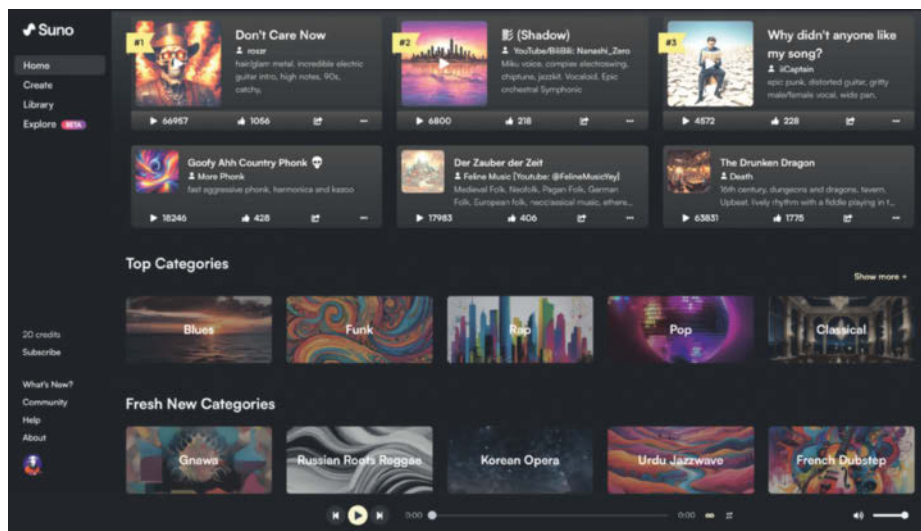 Suno
Home
Create
Library
Explore BETA
20 credits
Subscribe
What's New?
Community
Help
About
#1
Don't Care Now
hair/glam metal, incredible electric
guitar intro, high notes, 90s,
catchy,
66957
1056
#2
影 (Shadow)
YouTube/BiliBili: Nanashi_Zero
Miku voice, complex electroswing,
chiptune, jazzkit. Vocaloid. Epic
orchestral Symphonic
6800
218
#3
Why didn't anyone like
my song?
iiCaptain
epic punk, distorted guitar, gritty
male/female vocal, wide pan,
4572
228
Goofy Ahh Country Phonk
More Phonk
fast aggressive phonk, harmonica and kazoo
18246
428
Der Zauber der Zeit
Feline Music [Youtube: @FelineMusicYey]
Medieval Folk, Neofolk, Pagan Folk, German
Folk, European folk, neoclassical music, ethere...
17983
406
The Drunken Dragon
Death
16th century, dungeons and dragons, tavern,
Upbeat, lively rhythm with a fiddle playing in t...
63831
1775
Top Categories
Show more +
Blues
Funk
Rap
Pop
Classical
Fresh New Categories
Gnawa
Russian Roots Reggae
Korean Opera
Urdu Jazzwave
French Dubstep
0:00
0:00